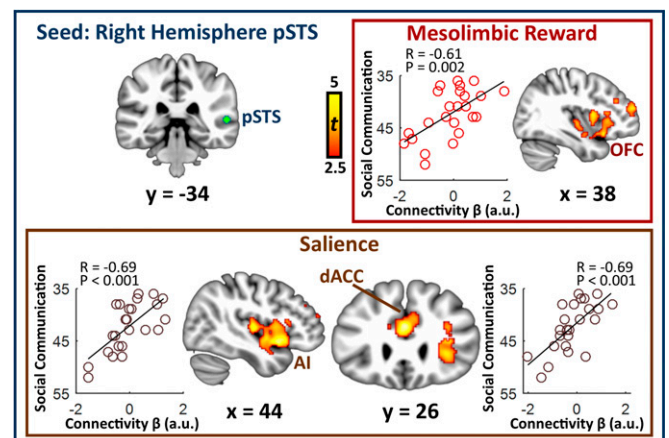 Seed: Right Hemisphere pSTS
pSTS
y = -34
5
t
2.5
Mesolimbic Reward
R = -0.61
P = 0.002
Social Communication
35
45
55
-2
0
2
Connectivity β (a.u.)
OFC
x = 38
Salience
R = -0.69
P < 0.001
Social Communication
35
45
55
-2
0
2
Connectivity β (a.u.)
AI
x = 44
dACC
y = 26
R = -0.69
P < 0.001
Social Communication
35
45
55
-2
0
2
Connectivity β (a.u.)